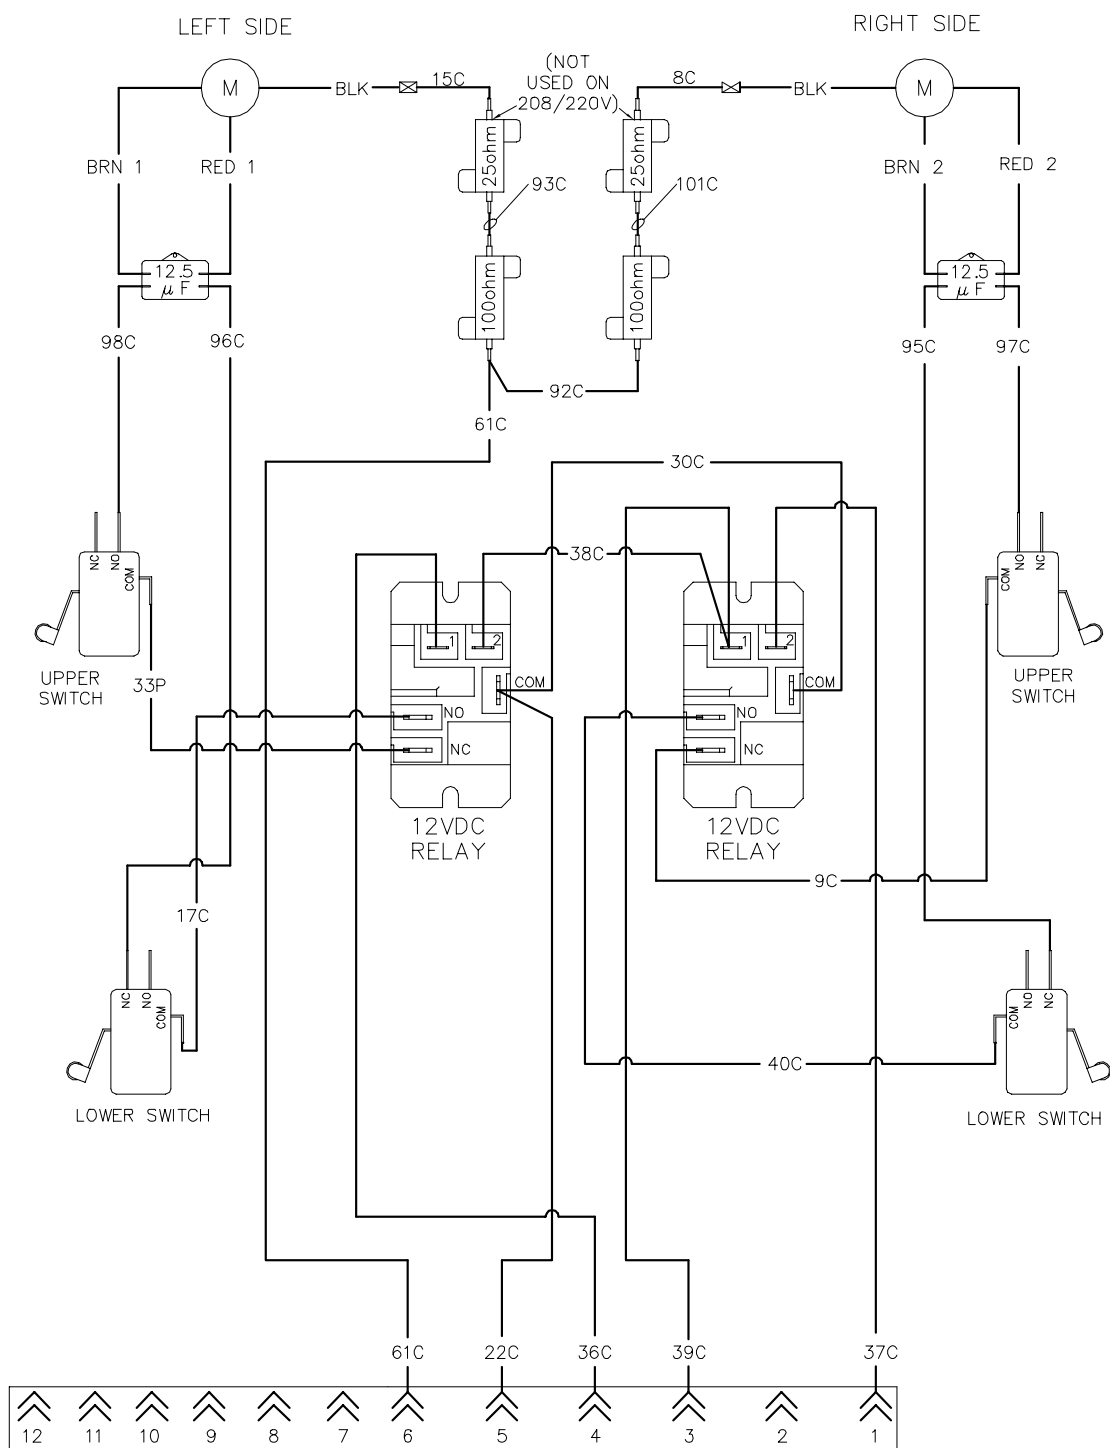 LEFT SIDE
RIGHT SIDE
(NOT
USED ON
208/220V)
M
BLK
15C
8C
BLK
M
BRN 1
RED 1
25ohm
25ohm
BRN 2
RED 2
93C
101C
12.5
µF
100ohm
100ohm
12.5
µF
98C
96C
95C
97C
92C
61C
30C
38C
NC
NO
COM
COM
NO
NC
1
2
1
2
UPPER
SWITCH
33P
COM
NO
NC
COM
NO
NC
UPPER
SWITCH
12VDC
RELAY
12VDC
RELAY
9C
17C
NC
NO
COM
COM
NO
NC
40C
LOWER SWITCH
LOWER SWITCH
61C
22C
36C
39C
37C
12
11
10
9
8
7
6
5
4
3
2
1